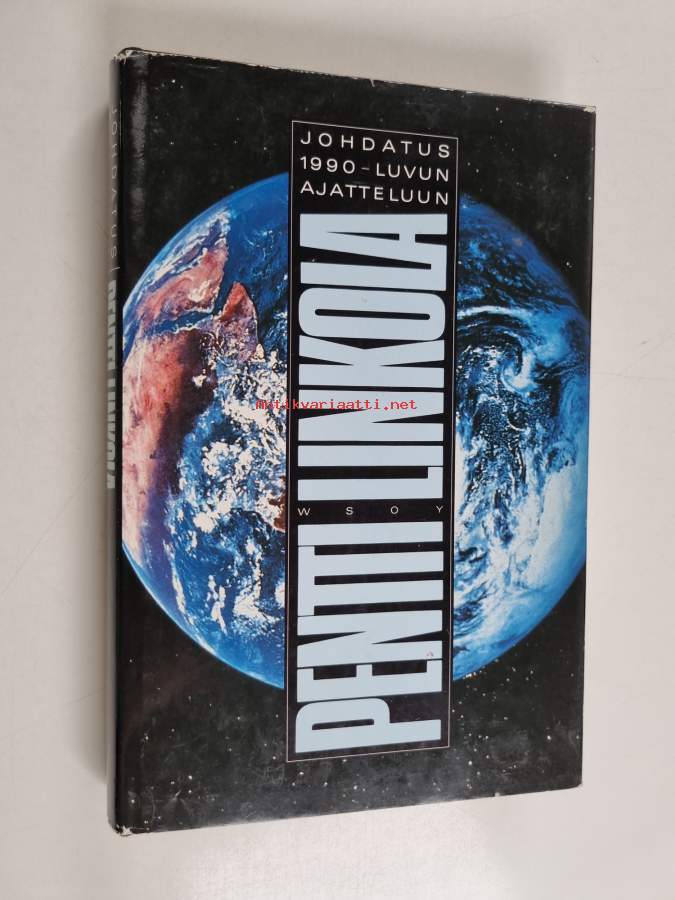 JOHDATUS
1990-LUVUN
AJATTELUUN
PENTTI LINKOLA
WSOY
JOHDATUS | PENTTI LINKOLA
antikvariaatti.net